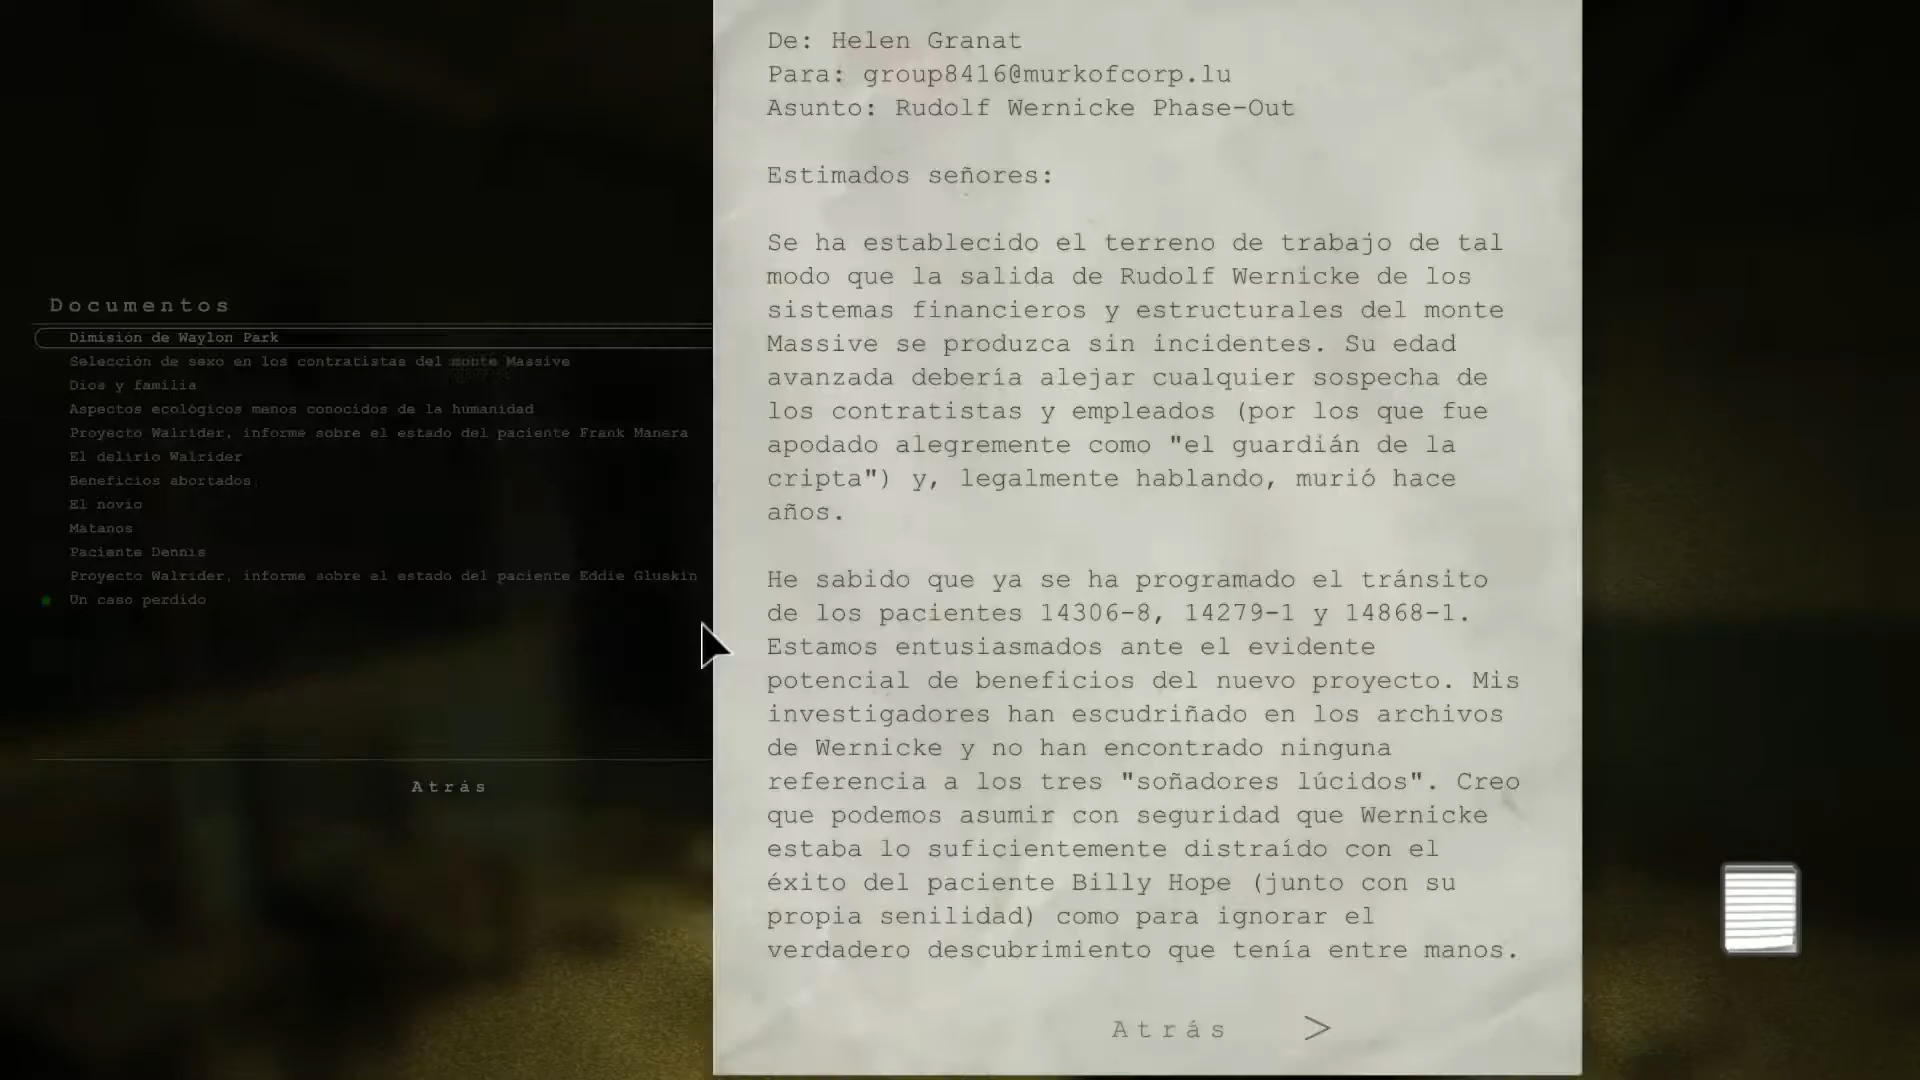 Documentos
Dimisión de Waylon Park
Selección de sexo en los contratistas del monte Massive
Dios y familia
Aspectos ecológicos menos conocidos de la humanidad
Proyecto Walrider, informe sobre el estado del paciente Frank Manera
El delirio Walrider
Beneficios abortados
El novio
Matanos
Paciente Dennis
Proyecto Walrider, informe sobre el estado del paciente Eddie Gluskin
Un caso perdido
Atrás
De: Helen Granat
Para: group8416@murkofcorp.lu
Asunto: Rudolf Wernicke Phase-Out
Estimados señores:
Se ha establecido el terreno de trabajo de tal
modo que la salida de Rudolf Wernicke de los
sistemas financieros y estructurales del monte
Massive se produzca sin incidentes. Su edad
avanzada debería alejar cualquier sospecha de
los contratistas y empleados (por los que fue
apodado alegremente como "el guardián de la
cripta") y, legalmente hablando, murió hace
años.
He sabido que ya se ha programado el tránsito
de los pacientes 14306-8, 14279-1 y 14868-1.
Estamos entusiasmados ante el evidente
potencial de beneficios del nuevo proyecto. Mis
investigadores han escudriñado en los archivos
de Wernicke y no han encontrado ninguna
referencia a los tres "soñadores lúcidos". Creo
que podemos asumir con seguridad que Wernicke
estaba lo suficientemente distraído con el
éxito del paciente Billy Hope (junto con su
propia senilidad) como para ignorar el
verdadero descubrimiento que tenía entre manos.
Atrás >